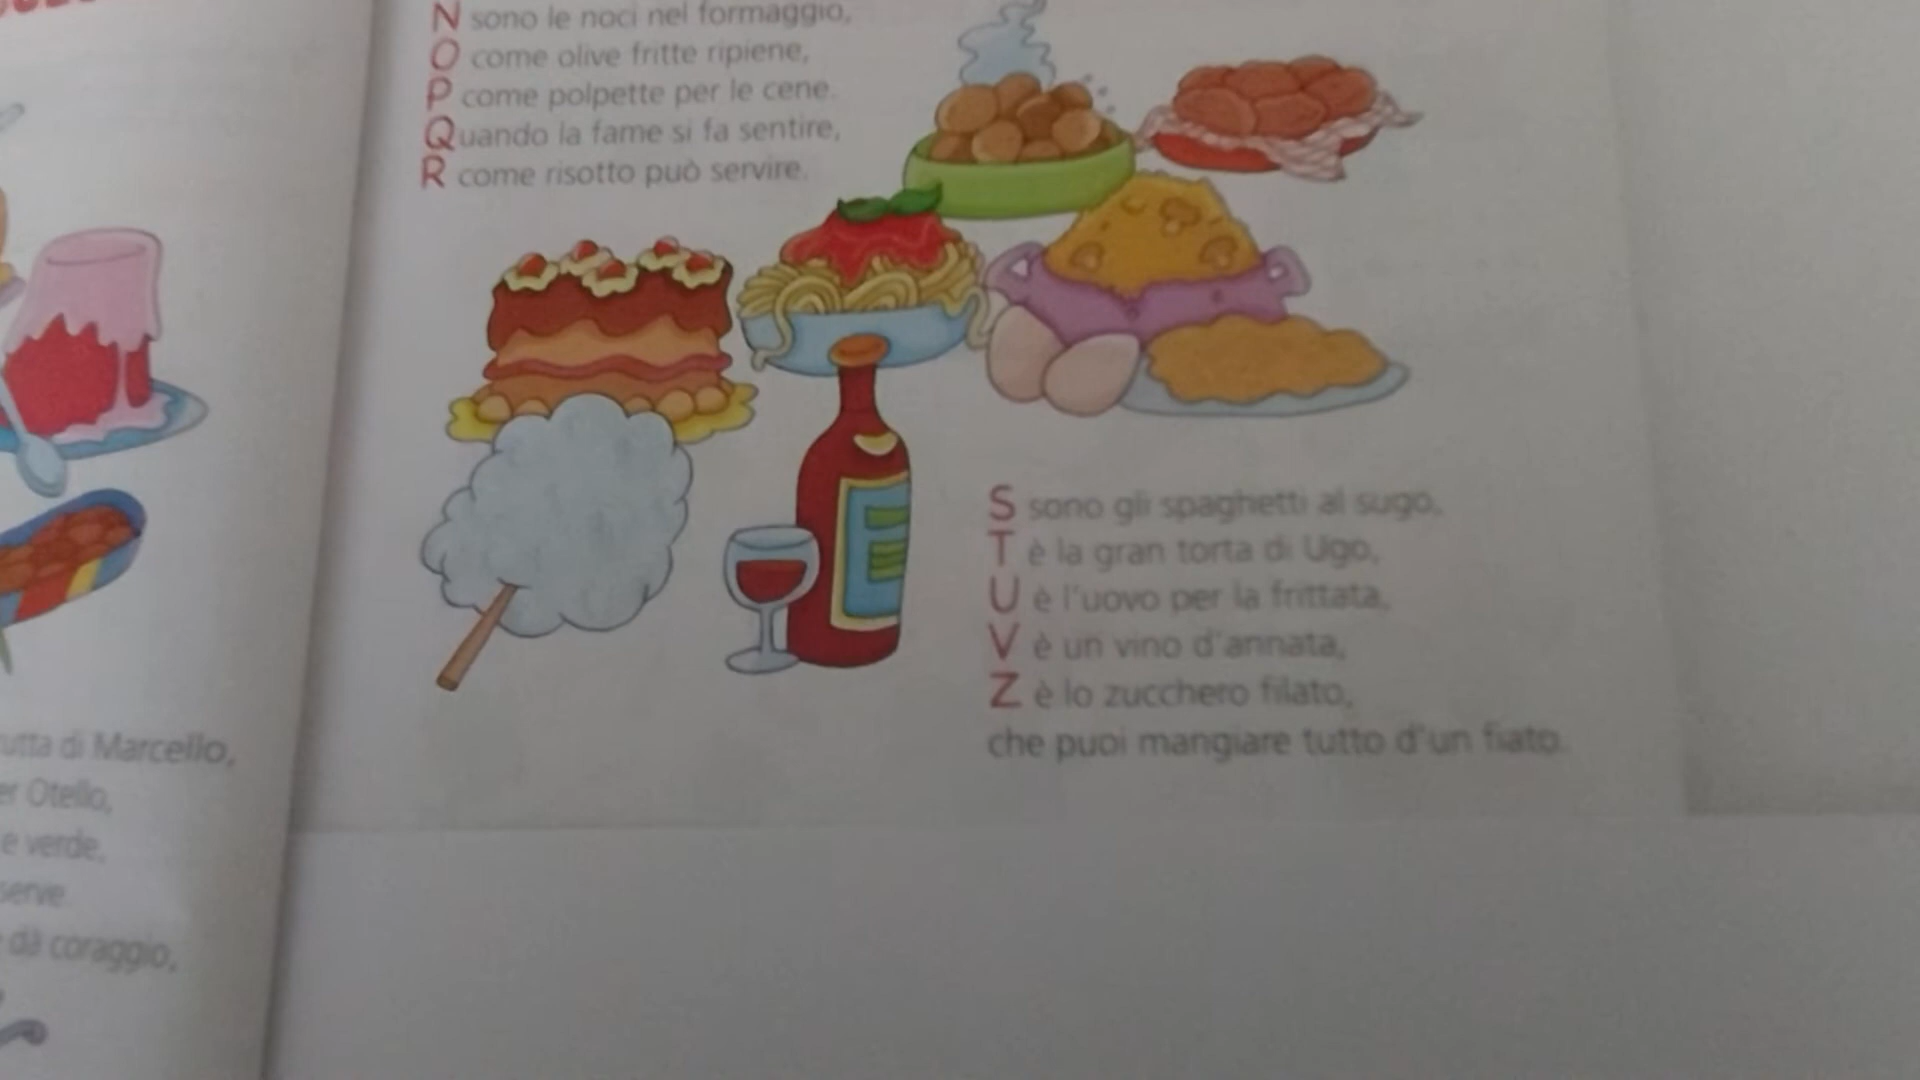 N sono le noci nel formaggio,
O come olive fritte ripiene,
P come polpette per le cene.
Quando la fame si fa sentire,
R come risotto può servire.
S sono gli spaghetti al sugo,
T è la gran torta di Ugo,
U è l'uovo per la frittata,
V è un vino d'annata,
Z è lo zucchero filato,
che puoi mangiare tutto d'un fiato.
di Marcello,
Otello,
e verde,
serve.
dà coraggio,